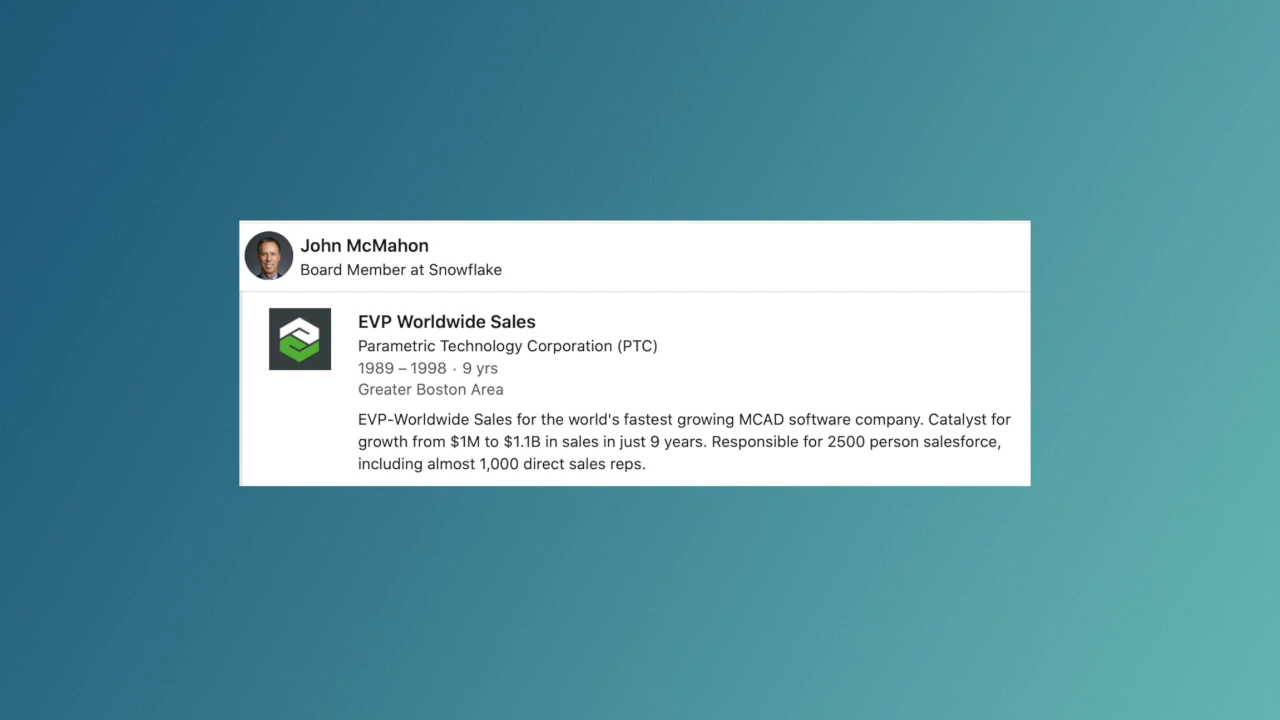 John McMahon
Board Member at Snowflake
EVP Worldwide Sales
Parametric Technology Corporation (PTC)
1989 – 1998 · 9 yrs
Greater Boston Area
EVP-Worldwide Sales for the world's fastest growing MCAD software company. Catalyst for
growth from $1M to $1.1B in sales in just 9 years. Responsible for 2500 person salesforce,
including almost 1,000 direct sales reps.